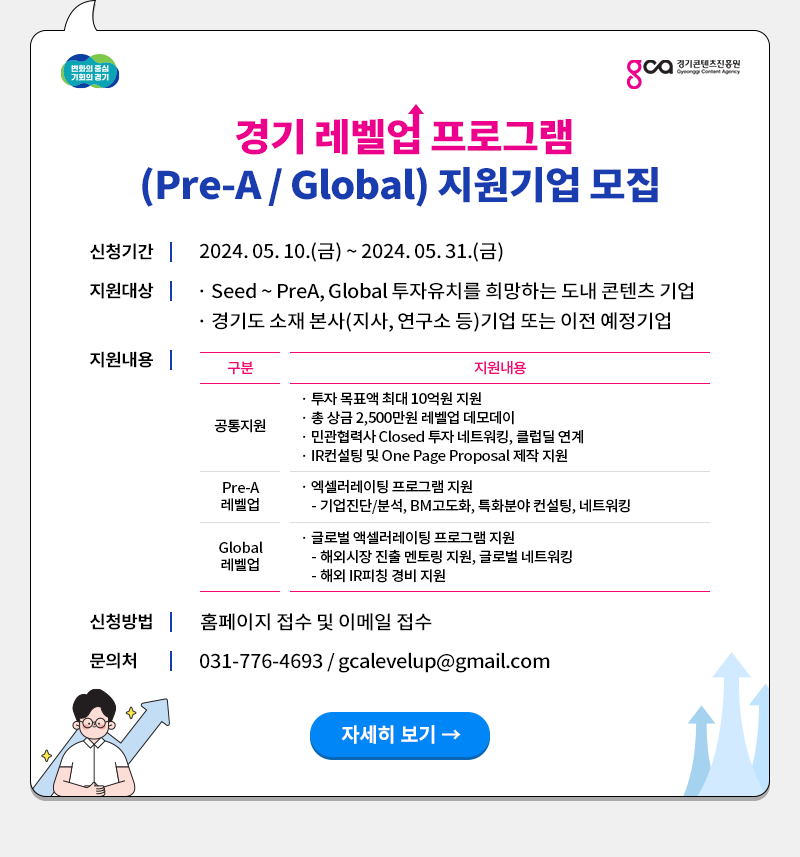 변화의 중심
기회의 경기
gca 경기콘텐츠진흥원
Gyeonggi Content Agency
경기 레벨업 프로그램
(Pre-A / Global) 지원기업 모집
신청기간 2024. 05. 10.(금) ~ 2024. 05. 31.(금)
지원대상 · Seed ~ PreA, Global 투자유치를 희망하는 도내 콘텐츠 기업
· 경기도 소재 본사(지사, 연구소 등)기업 또는 이전 예정기업
지원내용
구분 지원내용
공통지원
· 투자 목표액 최대 10억원 지원
· 총 상금 2,500만원 레벨업 데모데이
· 민관협력사 Closed 투자 네트워킹, 클럽딜 연계
· IR컨설팅 및 One Page Proposal 제작 지원
Pre-A
레벨업
· 엑셀러레이팅 프로그램 지원
- 기업진단/분석, BM고도화, 특화분야 컨설팅, 네트워킹
Global
레벨업
· 글로벌 액셀러레이팅 프로그램 지원
- 해외시장 진출 멘토링 지원, 글로벌 네트워킹
- 해외 IR피칭 경비 지원
신청방법 홈페이지 접수 및 이메일 접수
문의처 031-776-4693 / gcalevelup@gmail.com
자세히 보기 →